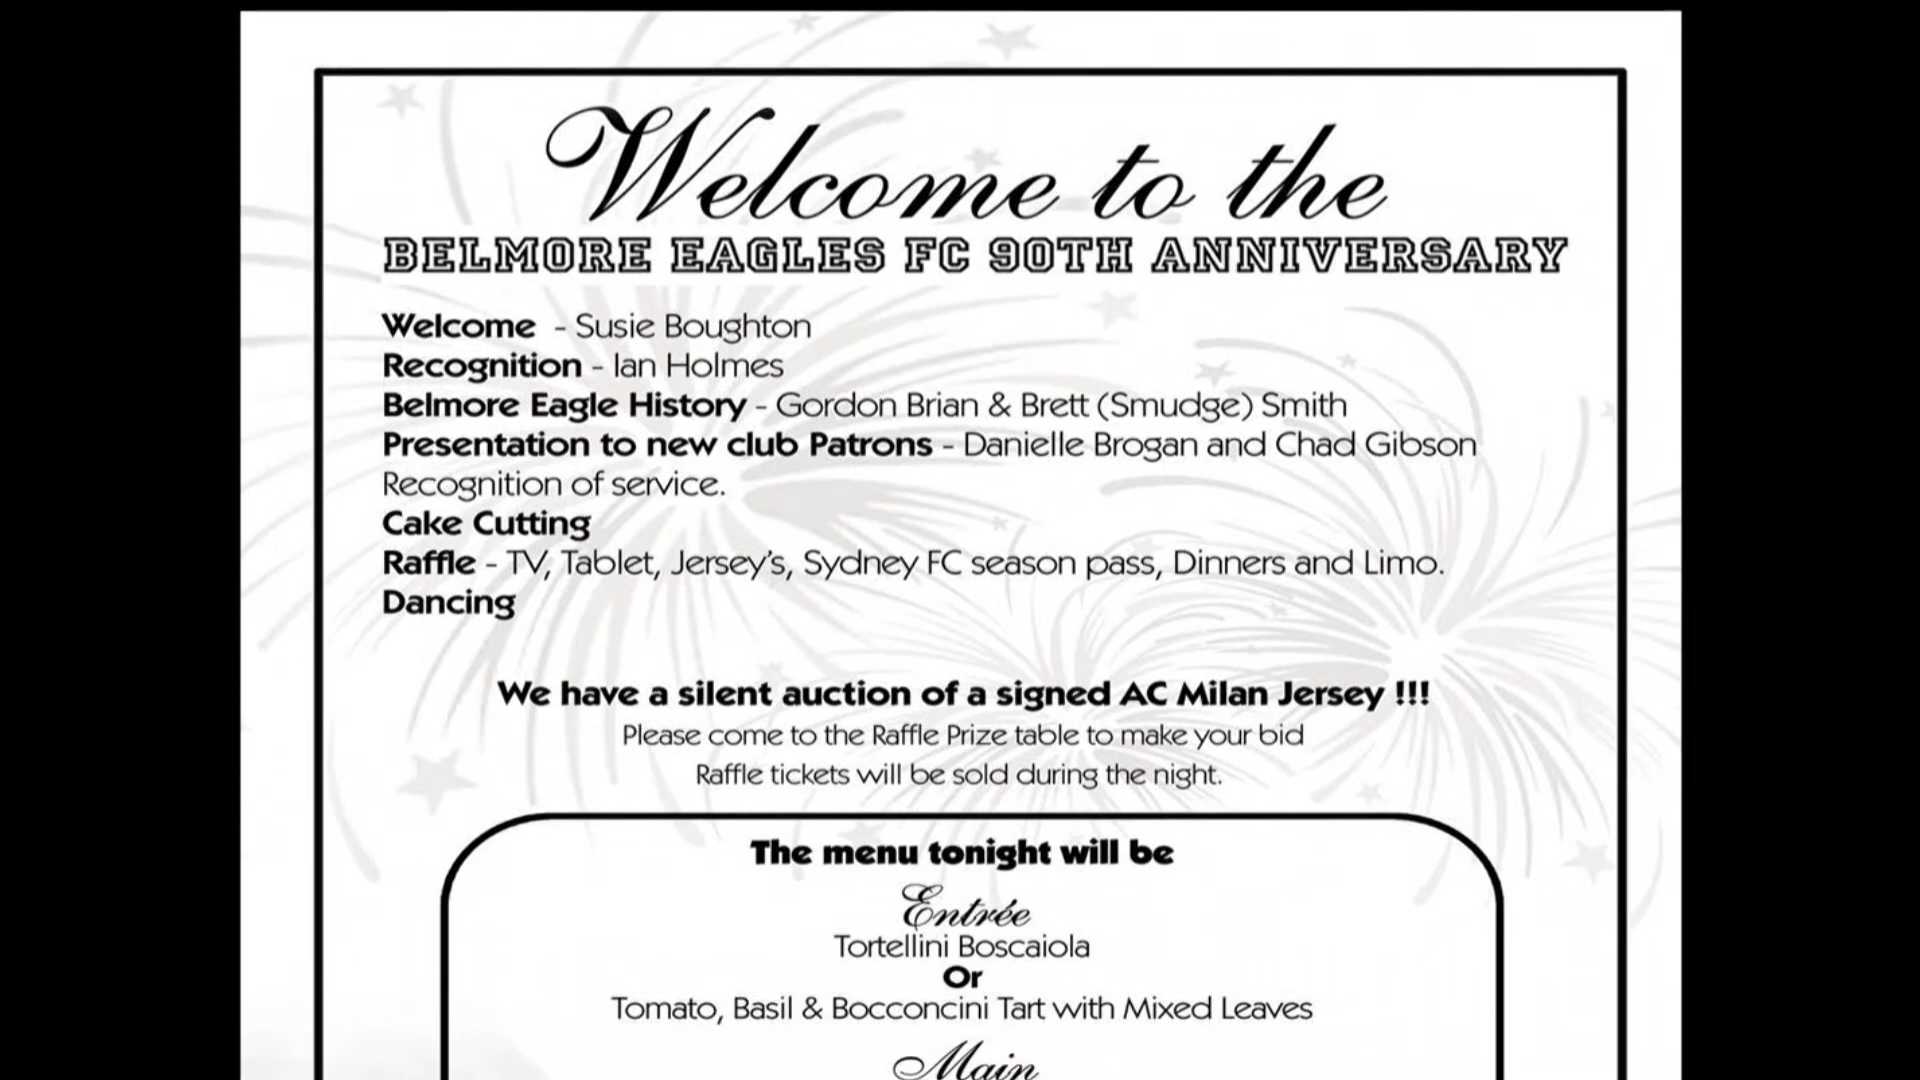 Welcome to the
BELMORE EAGLES FC 90TH ANNIVERSARY
Welcome - Susie Boughton
Recognition - Ian Holmes
Belmore Eagle History - Gordon Brian & Brett (Smudge) Smith
Presentation to new club Patrons - Danielle Brogan and Chad Gibson
Recognition of service.
Cake Cutting
Raffle - TV, Tablet, Jersey's, Sydney FC season pass, Dinners and Limo.
Dancing
We have a silent auction of a signed AC Milan Jersey !!!
Please come to the Raffle Prize table to make your bid
Raffle tickets will be sold during the night.
The menu tonight will be
Entrée
Tortellini Boscaiola
Or
Tomato, Basil & Bocconcini Tart with Mixed Leaves
Main